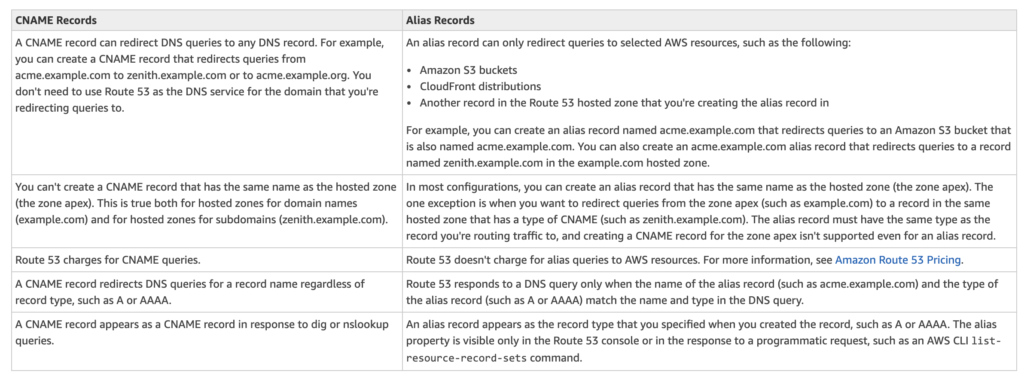 CNAME Records
Alias Records
A CNAME record can redirect DNS queries to any DNS record. For example,
you can create a CNAME record that redirects queries from
acme.example.com to zenith.example.com or to acme.example.org. You
don't need to use Route 53 as the DNS service for the domain that you're
redirecting queries to.
An alias record can only redirect queries to selected AWS resources, such as the following:
• Amazon S3 buckets
• CloudFront distributions
• Another record in the Route 53 hosted zone that you're creating the alias record in
For example, you can create an alias record named acme.example.com that redirects queries to an Amazon S3 bucket that
is also named acme.example.com. You can also create an acme.example.com alias record that redirects queries to a record
named zenith.example.com in the example.com hosted zone.
You can't create a CNAME record that has the same name as the hosted zone
(the zone apex). This is true both for hosted zones for domain names
(example.com) and for hosted zones for subdomains (zenith.example.com).
In most configurations, you can create an alias record that has the same name as the hosted zone (the zone apex). The
one exception is when you want to redirect queries from the zone apex (such as example.com) to a record in the same
hosted zone that has a type of CNAME (such as zenith.example.com). The alias record must have the same type as the
record you're routing traffic to, and creating a CNAME record for the zone apex isn't supported even for an alias record.
Route 53 charges for CNAME queries.
Route 53 doesn't charge for alias queries to AWS resources. For more information, see Amazon Route 53 Pricing.
A CNAME record redirects DNS queries for a record name regardless of
record type, such as A or AAAA.
Route 53 responds to a DNS query only when the name of the alias record (such as acme.example.com) and the type of
the alias record (such as A or AAAA) match the name and type in the DNS query.
A CNAME record appears as a CNAME record in response to dig or nslookup
queries.
An alias record appears as the record type that you specified when you created the record, such as A or AAAA. The alias
property is visible only in the Route 53 console or in the response to a programmatic request, such as an AWS CLI list-
resource-record-sets command.